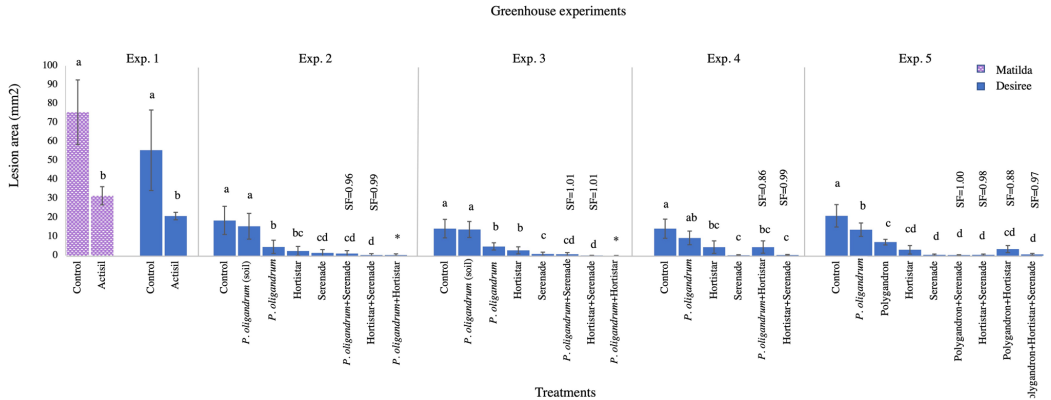 Greenhouse experiments
Exp. 1
Exp. 2
Exp. 3
Exp. 4
Exp. 5
Matilda
Desiree
Lesion area (mm2)
100
90
80
70
60
50
40
30
20
10
0
a
b
a
b
a
a
b
bc
cd
cd
d
*
SF=0.96
SF=0.99
a
a
b
b
c
cd
d
*
SF=1.01
SF=1.01
a
ab
bc
c
bc
c
SF=0.86
SF=0.99
a
b
c
cd
d
d
d
cd
d
SF=1.00
SF=0.98
SF=0.88
SF=0.97
Control
Actisil
Control
Actisil
Control
P. oligandrum (soil)
P. oligandrum
Hortistar
Serenade
P. oligandrum+Serenade
Hortistar+Serenade
P. oligandrum+Hortistar
Control
P. oligandrum (soil)
P. oligandrum
Hortistar
Serenade
P. oligandrum+Serenade
Hortistar+Serenade
P. oligandrum+Hortistar
Control
P. oligandrum
Hortistar
Serenade
P. oligandrum+Hortistar
Hortistar+Serenade
Control
P. oligandrum
Polygandron
Hortistar
Serenade
Polygandron+Serenade
Hortistar+Serenade
Polygandron+Hortistar
olygandron+Hortistar+Serenade
Treatments